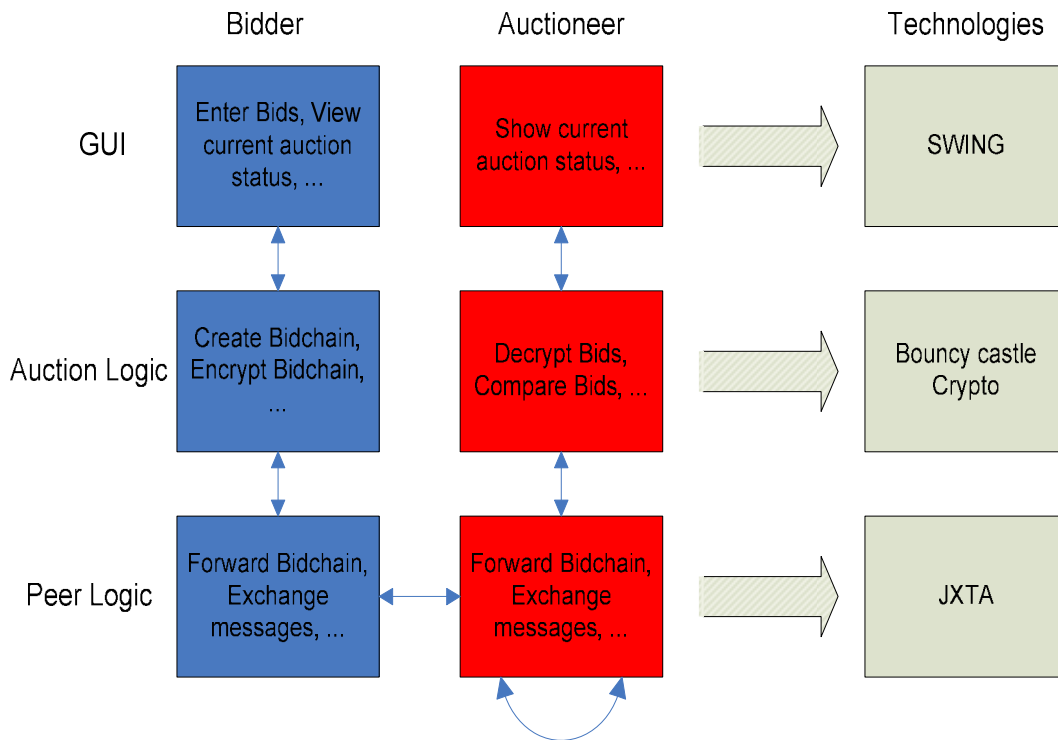 Bidder
Auctioneer
Technologies
GUI
Enter Bids, View
current auction
status, ...
Show current
auction status, ...
SWING
Auction Logic
Create Bidchain,
Encrypt Bidchain,
...
Decrypt Bids,
Compare Bids, ...
Bouncy castle
Crypto
Peer Logic
Forward Bidchain,
Exchange
messages, ...
Forward Bidchain,
Exchange
messages, ...
JXTA